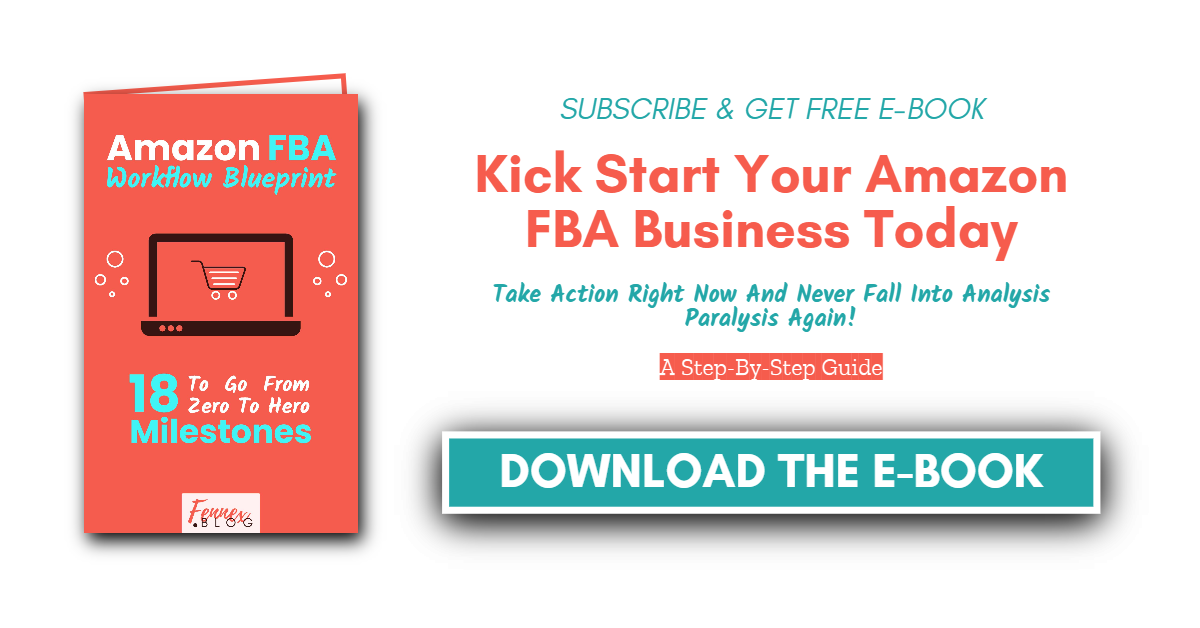 Amazon FBA
Workflow Blueprint
18 To Go From
Zero To Hero
Milestones
Fennex
.BLOG
SUBSCRIBE & GET FREE E-BOOK
Kick Start Your Amazon
FBA Business Today
Take Action Right Now And Never Fall Into Analysis
Paralysis Again!
A Step-By-Step Guide
DOWNLOAD THE E-BOOK